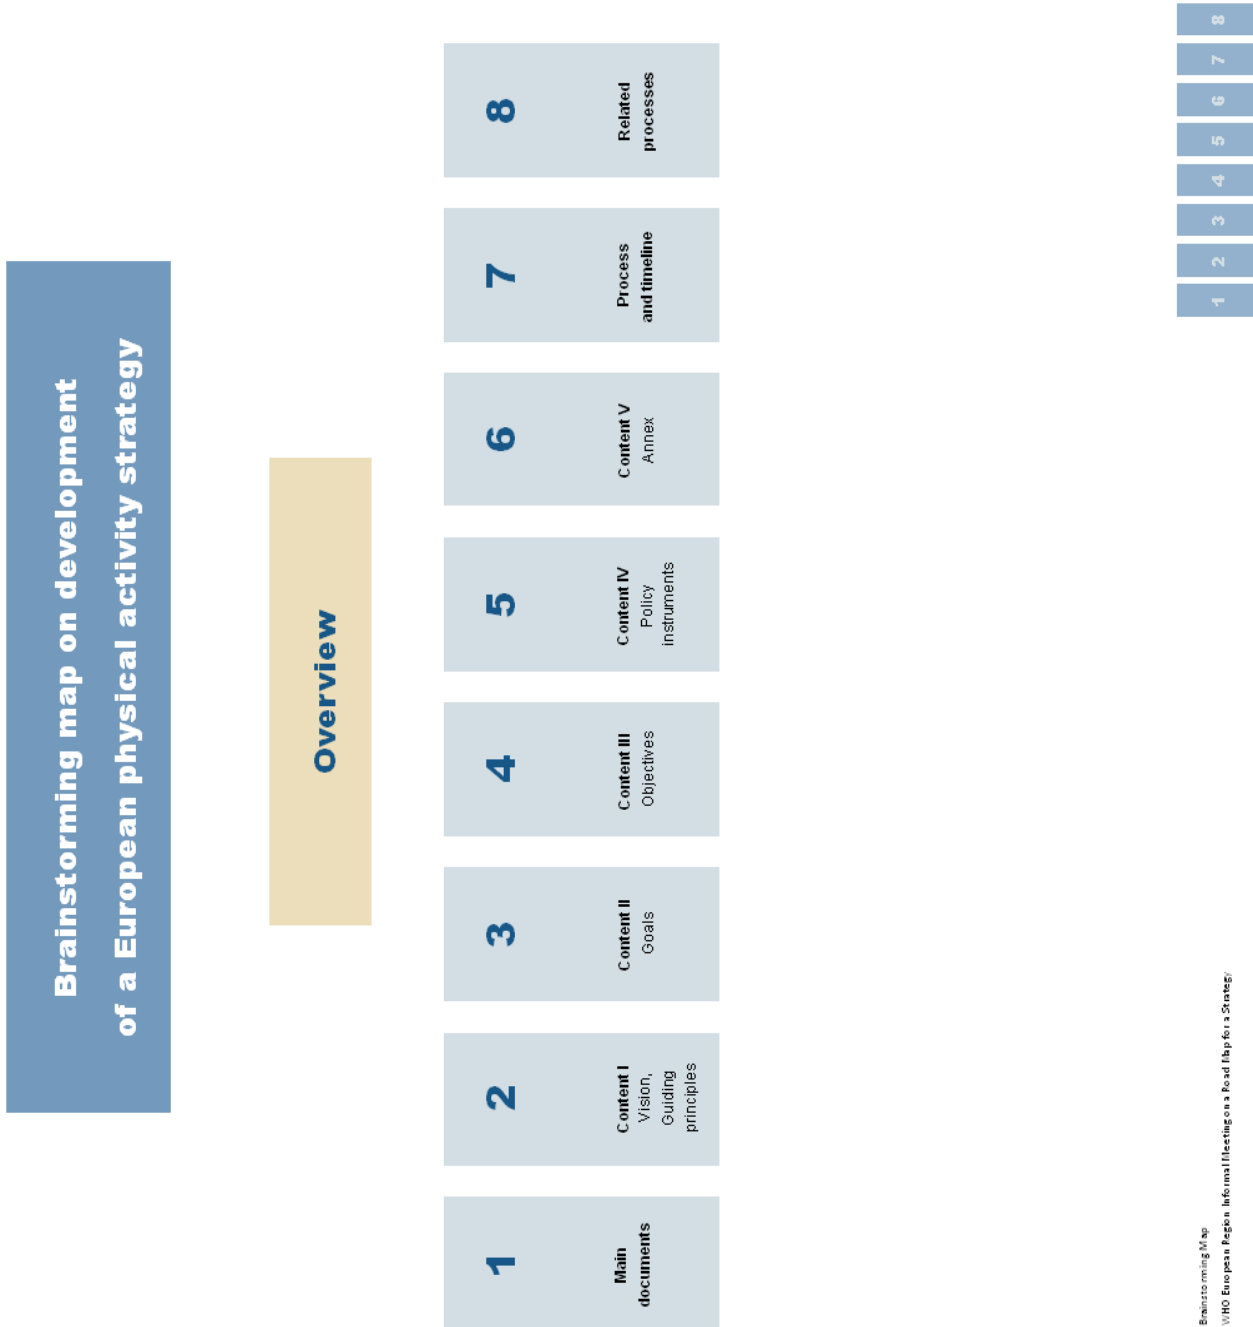 Brainstorming map on development
of a European physical activity strategy
Overview
1
Main
documents
2
Content I
Vision,
Guiding
principles
3
Content II
Goals
4
Content III
Objectives
5
Content IV
Policy
instruments
6
Content V
Annex
7
Process
and timeline
8
Related
processes
Brainstorming Map
WHO European Region Informal Meeting on a Road Map for a Strategy
1 2 3 4 5 6 7 8